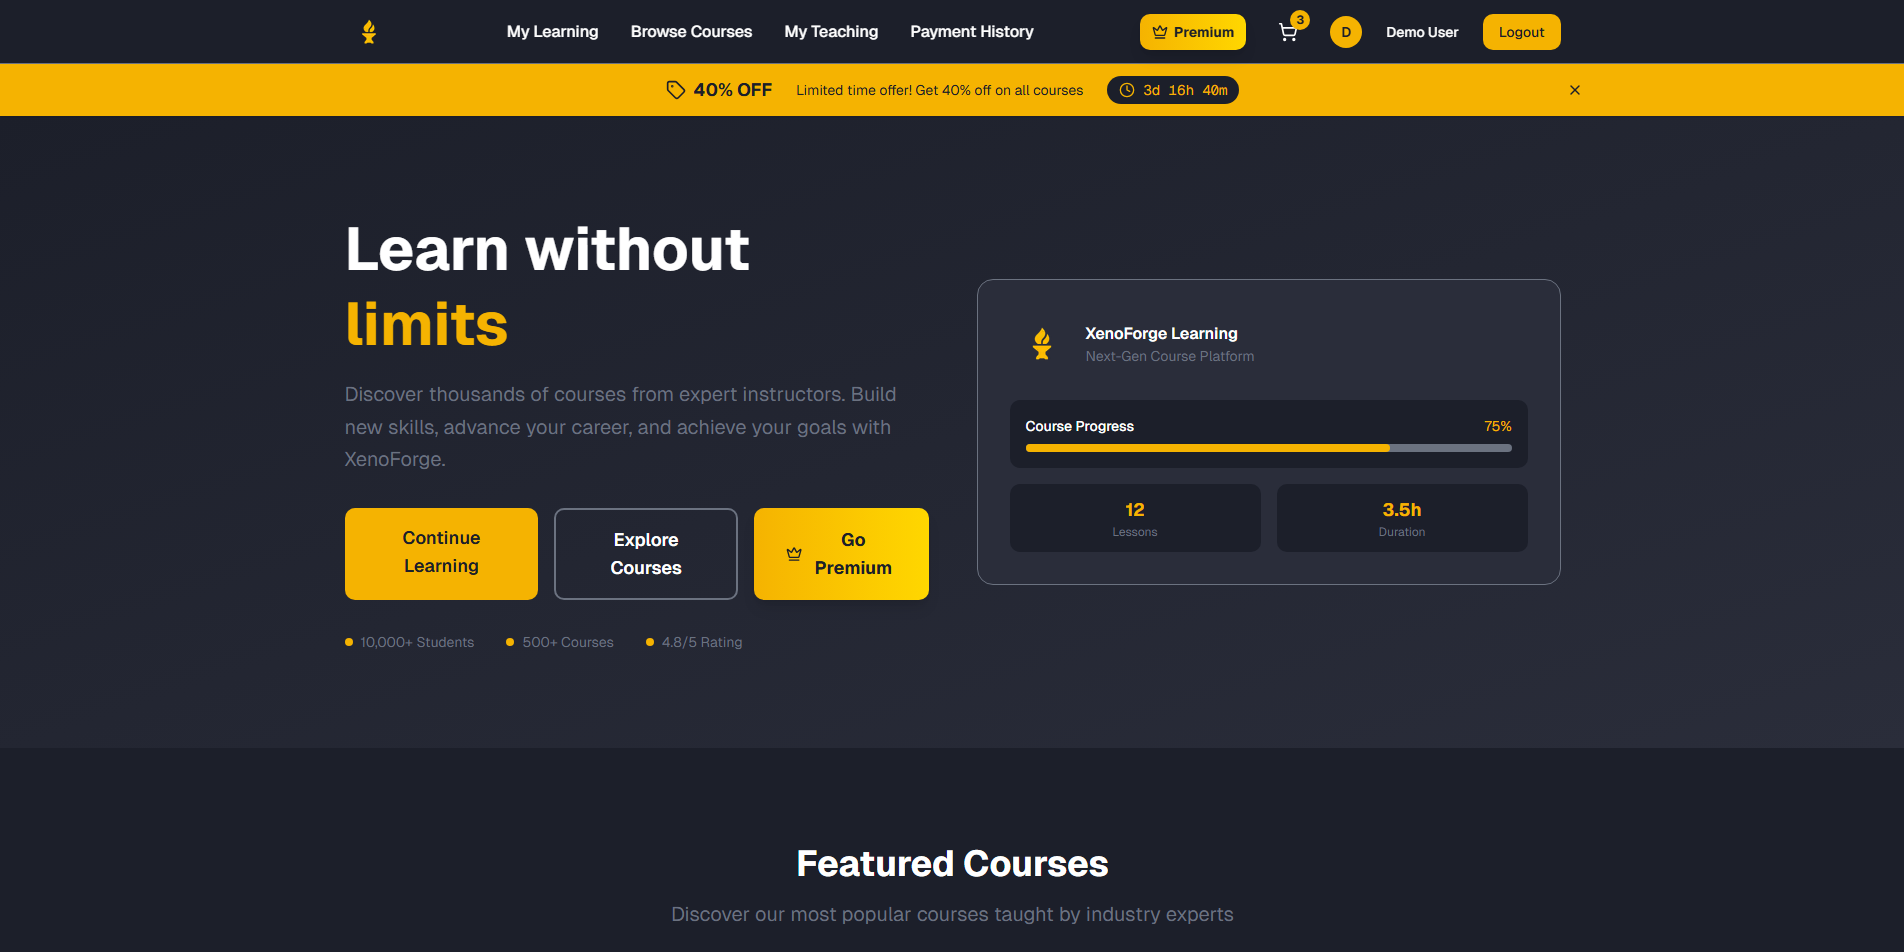 My Learning
Browse Courses
My Teaching
Payment History
Premium
3
D
Demo User
Logout
40% OFF
Limited time offer! Get 40% off on all courses
3d 16h 40m
Learn without
limits
Discover thousands of courses from expert instructors. Build
new skills, advance your career, and achieve your goals with
XenoForge.
Continue
Learning
Explore
Courses
Go
Premium
10,000+ Students
500+ Courses
4.8/5 Rating
XenoForge Learning
Next-Gen Course Platform
Course Progress
75%
12
Lessons
3.5h
Duration
Featured Courses
Discover our most popular courses taught by industry experts